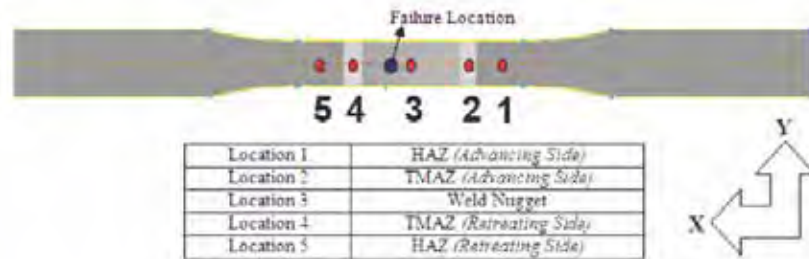 Failure Location
5 4 3 2 1
Location 1 HAZ (Advancing Side)
Location 2 TMAZ (Advancing Side)
Location 3 Weld Nugget
Location 4 TMAZ (Retreating Side)
Location 5 HAZ (Retreating Side)
Y
X